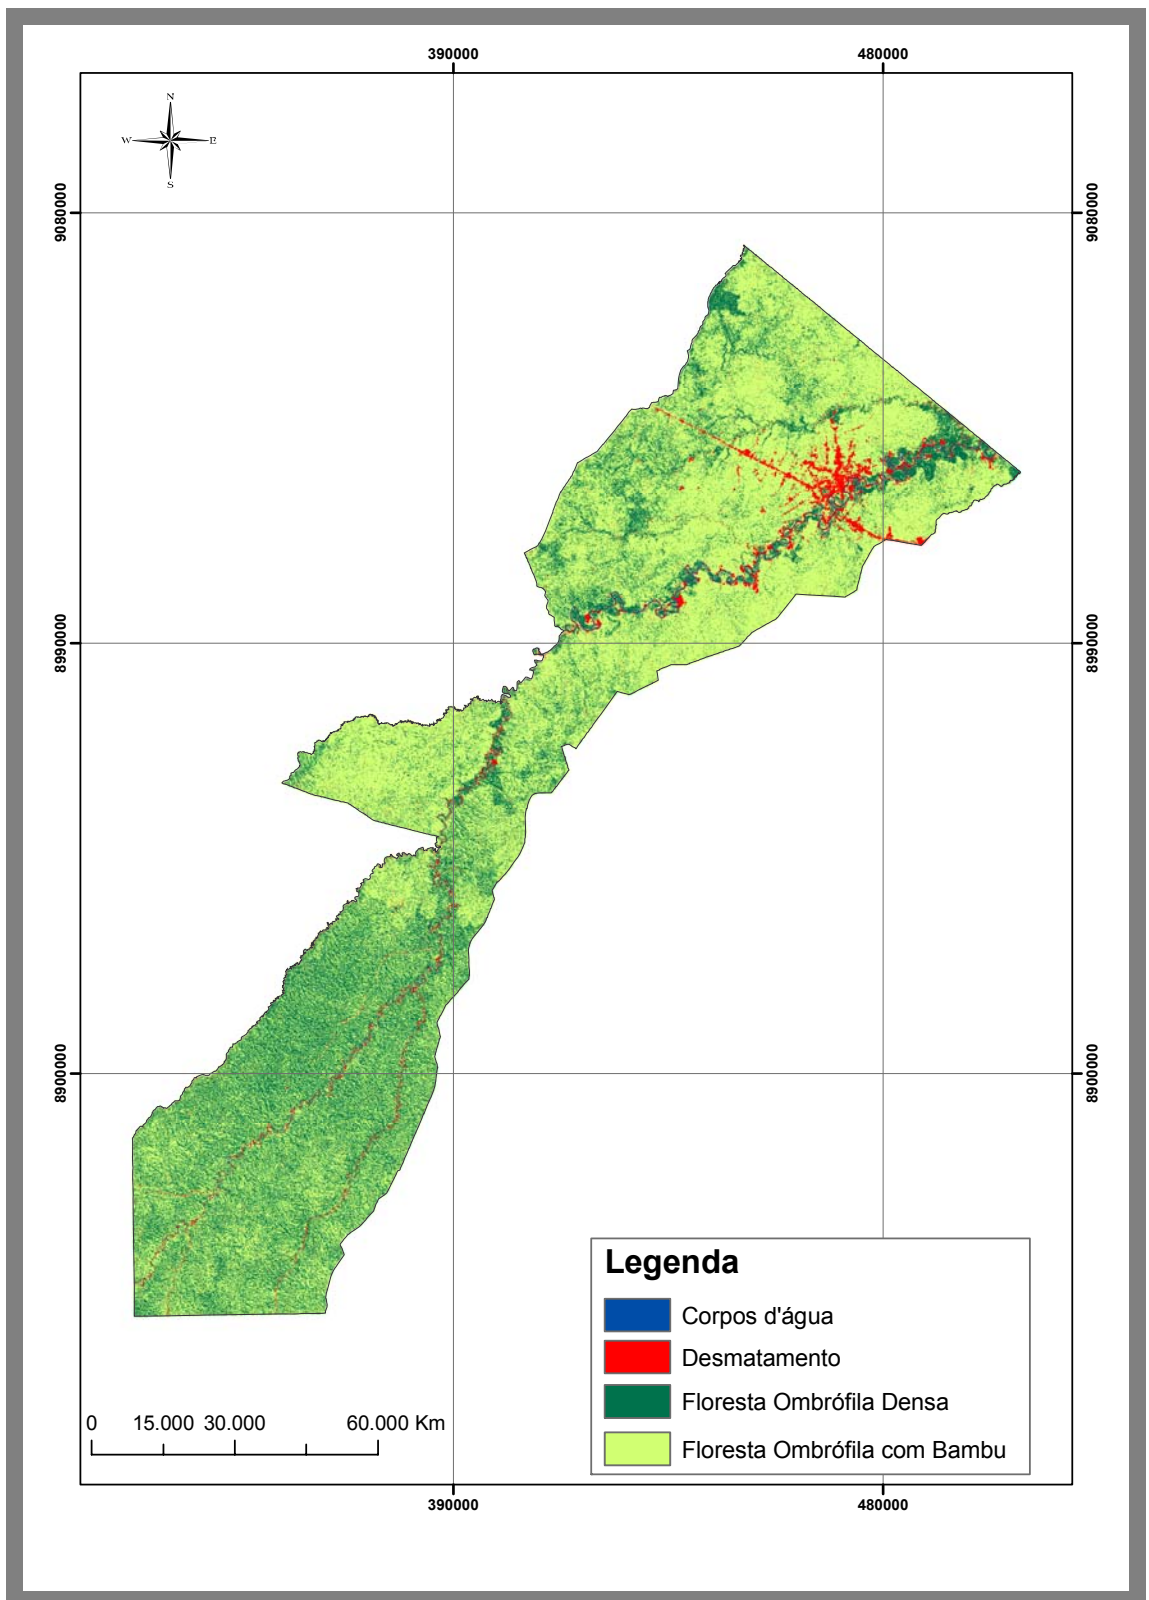 390000 480000
N
W E
S
9080000 9080000
8990000 8990000
8900000 8900000
Legenda
Corpos d'água
Desmatamento
Floresta Ombrófila Densa
Floresta Ombrófila com Bambu
0 15.000 30.000 60.000 Km
390000 480000